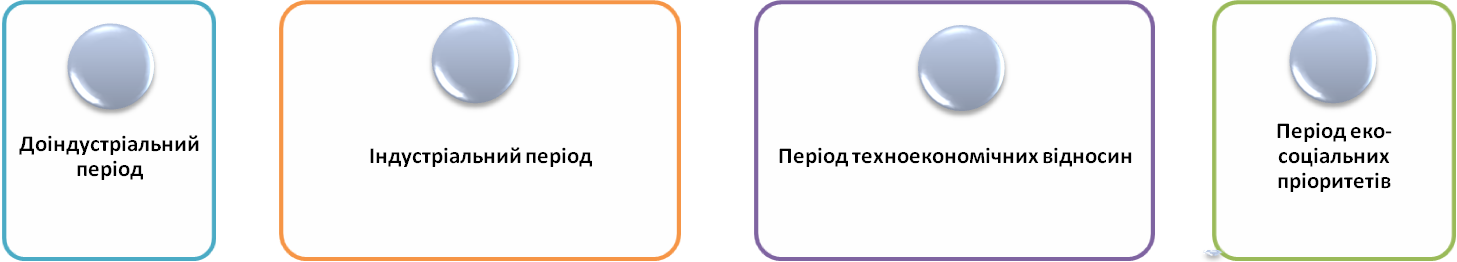 Доіндустріальний
період
Індустріальний період
Період техноекономічних відносин
Період еко-
соціальних
пріоритетів